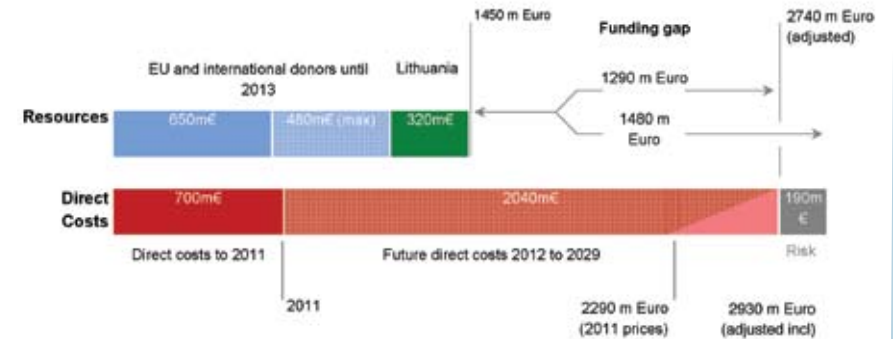 1450 m Euro
2740 m Euro
(adjusted)
Funding gap
EU and international donors until
2013
Lithuania
1290 m Euro
Resources
650m€
480m€ (max)
320m€
1480 m
Euro
Direct
Costs
700m€
2040m€
190m
€
Direct costs to 2011
Future direct costs 2012 to 2029
Risk
2011
2290 m Euro
(2011 prices)
2930 m Euro
(adjusted incl)